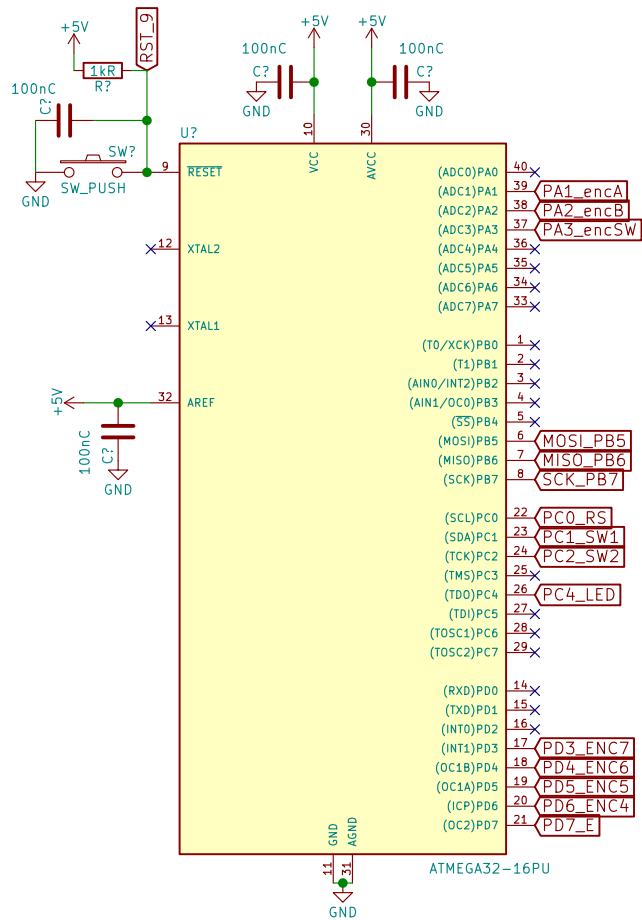 +5V
RST_9
1kR
R?
100nC
C?
SW?
SW_PUSH
GND
+5V
100nC
C?
GND
+5V
100nC
C?
GND
U?
10
VCC
30
AVCC
9 RESET
12 XTAL2
13 XTAL1
32 AREF
+5V
100nC
C?
GND
(ADC0)PA0 40
(ADC1)PA1 39 PA1_encA
(ADC2)PA2 38 PA2_encB
(ADC3)PA3 37 PA3_encSW
(ADC4)PA4 36
(ADC5)PA5 35
(ADC6)PA6 34
(ADC7)PA7 33
(T0/XCK)PB0 1
(T1)PB1 2
(AIN0/INT2)PB2 3
(AIN1/OC0)PB3 4
(SS)PB4 5
(MOSI)PB5 6 MOSI_PB5
(MISO)PB6 7 MISO_PB6
(SCK)PB7 8 SCK_PB7
(SCL)PC0 22 PC0_RS
(SDA)PC1 23 PC1_SW1
(TCK)PC2 24 PC2_SW2
(TMS)PC3 25
(TDO)PC4 26 PC4_LED
(TDI)PC5 27
(TOSC1)PC6 28
(TOSC2)PC7 29
(RXD)PD0 14
(TXD)PD1 15
(INT0)PD2 16
(INT1)PD3 17 PD3_ENC7
(OC1B)PD4 18 PD4_ENC6
(OC1A)PD5 19 PD5_ENC5
(ICP)PD6 20 PD6_ENC4
(OC2)PD7 21 PD7_E
GND
11
AGND
31
ATMEGA32-16PU
GND